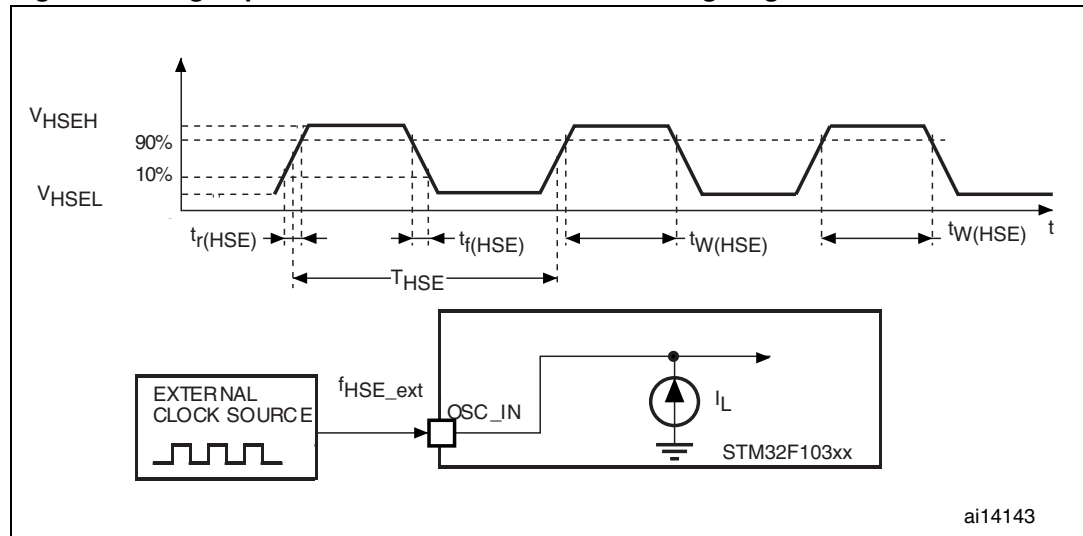 VHSEH
90%
10%
VHSEL
tr(HSE)
tf(HSE)
tW(HSE)
tW(HSE)
t
THSE
EXTERNAL
CLOCK SOURCE
fHSE_ext
OSC_IN
IL
STM32F103xx
ai14143